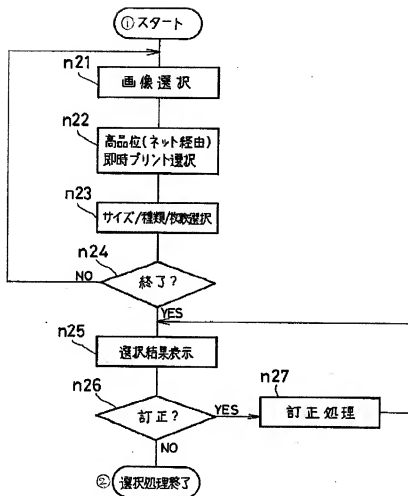 ①スタート
n21
画像選択
n22
高品位(ネット経由)
即時プリント選択
n23
サイズ/種類/枚数選択
n24
終了?
NO
YES
n25
選択結果表示
n26
訂正?
YES
n27
訂正処理
NO
② 選択処理終了